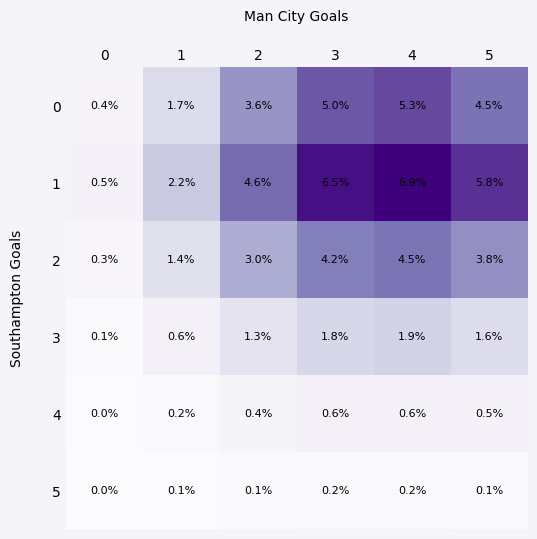 Man City Goals
0 1 2 3 4 5
0 0.4% 1.7% 3.6% 5.0% 5.3% 4.5%
1 0.5% 2.2% 4.6% 6.5% 6.9% 5.8%
2 0.3% 1.4% 3.0% 4.2% 4.5% 3.8%
3 0.1% 0.6% 1.3% 1.8% 1.9% 1.6%
4 0.0% 0.2% 0.4% 0.6% 0.6% 0.5%
5 0.0% 0.1% 0.1% 0.2% 0.2% 0.1%
Southampton Goals